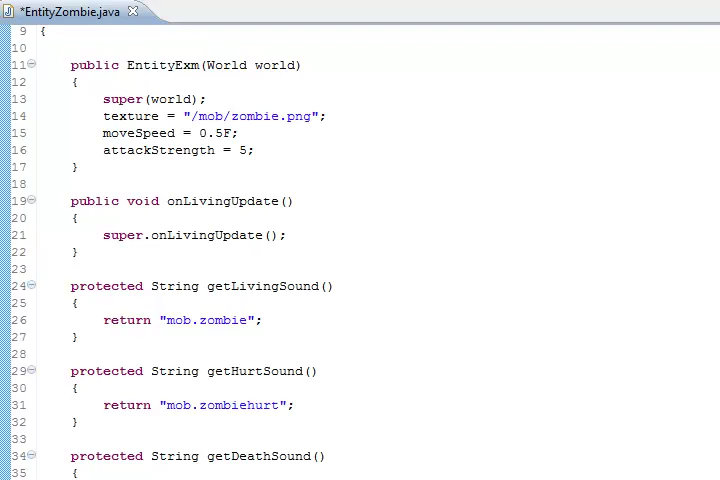 *EntityZombie.java
9 {
10
11 public EntityExm(World world)
12 {
13 super(world);
14 texture = "/mob/zombie.png";
15 moveSpeed = 0.5F;
16 attackStrength = 5;
17 }
18
19 public void onLivingUpdate()
20 {
21 super.onLivingUpdate();
22 }
23
24 protected String getLivingSound()
25 {
26 return "mob.zombie";
27 }
28
29 protected String getHurtSound()
30 {
31 return "mob.zombiehurt";
32 }
33
34 protected String getDeathSound()
35 {